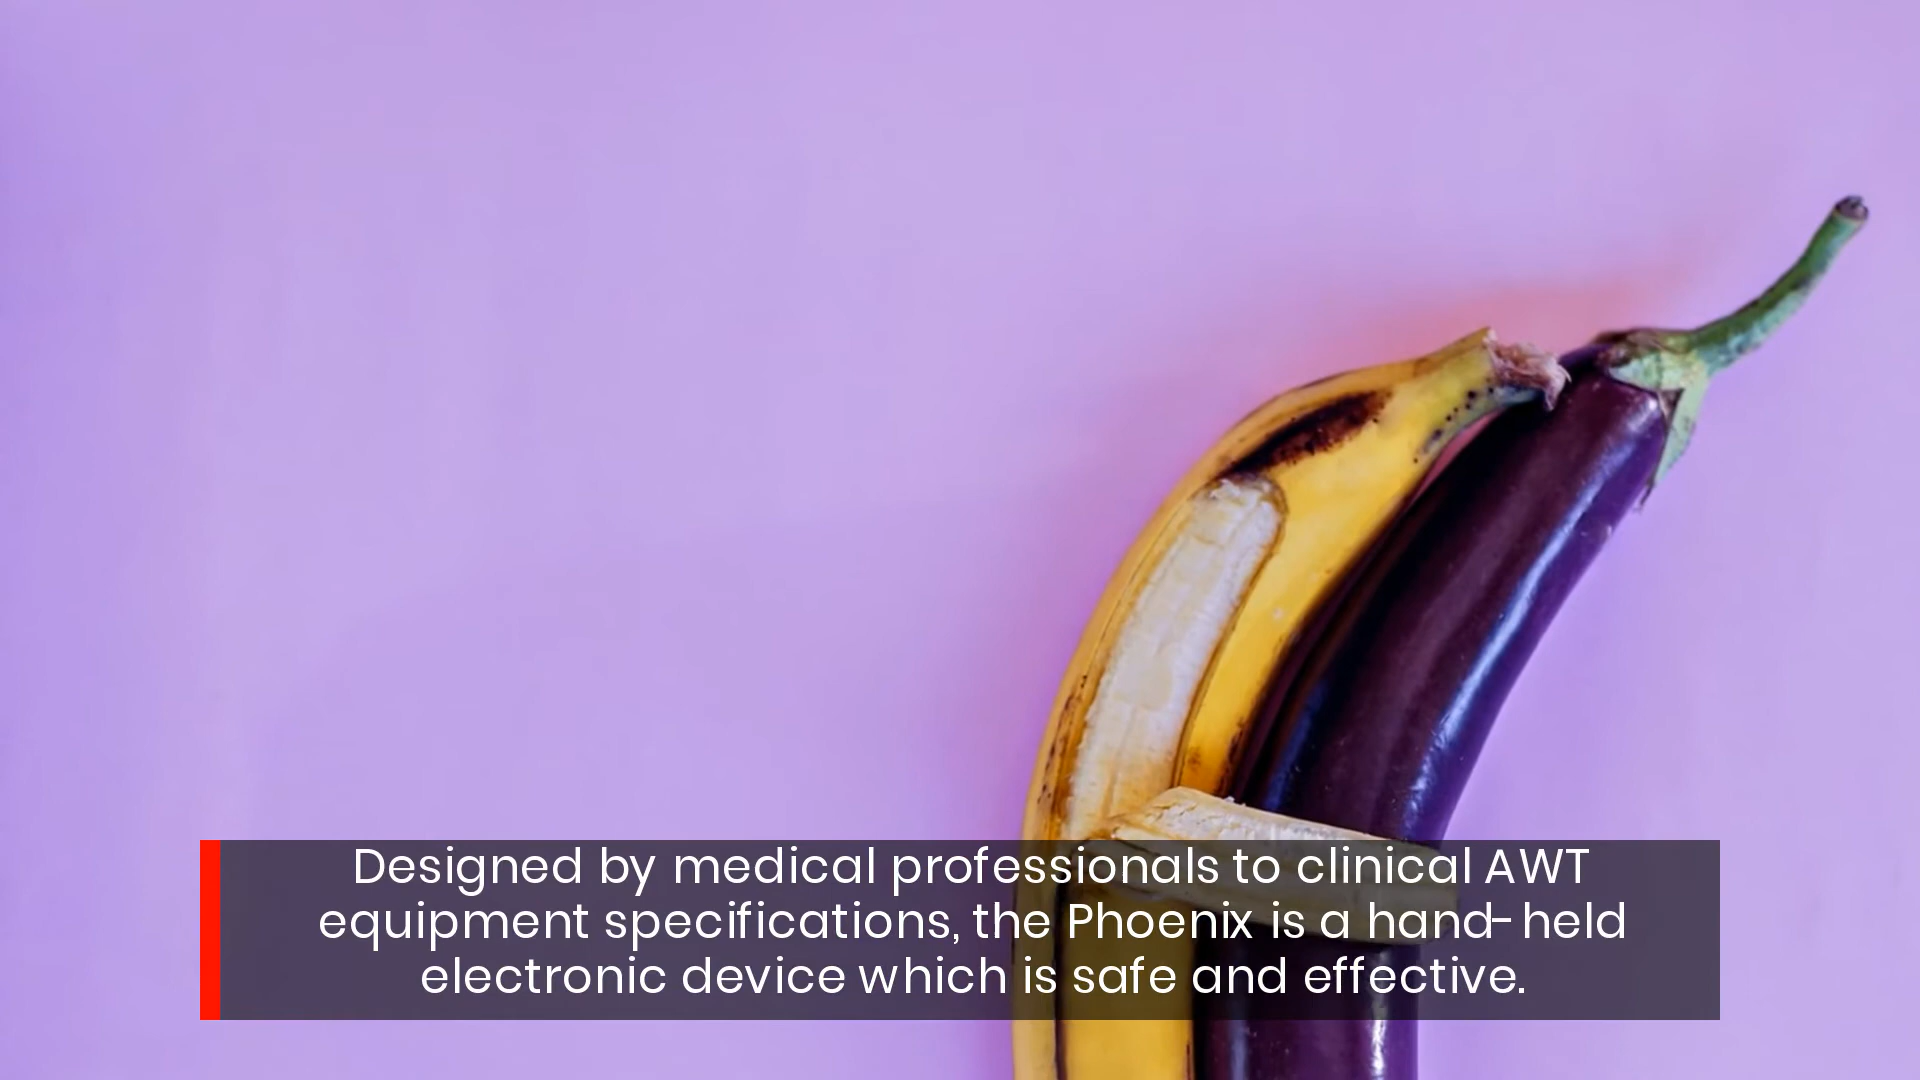 Designed by medical professionals to clinical AWT
equipment specifications, the Phoenix is a hand-held
electronic device which is safe and effective.